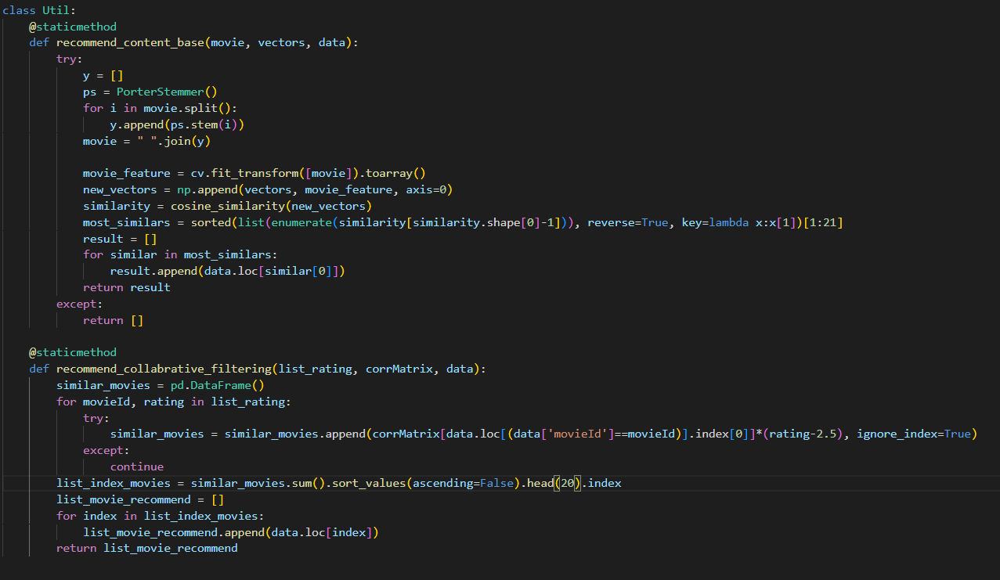 class Util:
    @staticmethod
    def recommend_content_base(movie, vectors, data):
        try:
            y = []
            ps = PorterStemmer()
            for i in movie.split():
                y.append(ps.stem(i))
            movie = " ".join(y)

            movie_feature = cv.fit_transform([movie]).toarray()
            new_vectors = np.append(vectors, movie_feature, axis=0)
            similarity = cosine_similarity(new_vectors)
            most_similars = sorted(list(enumerate(similarity[similarity.shape[0]-1])), reverse=True, key=lambda x:x[1])[1:21]
            result = []
            for similar in most_similars:
                result.append(data.loc[similar[0]])
            return result
        except:
            return []

    @staticmethod
    def recommend_collabrative_filtering(list_rating, corrMatrix, data):
        similar_movies = pd.DataFrame()
        for movieId, rating in list_rating:
            try:
                similar_movies = similar_movies.append(corrMatrix[data.loc[(data['movieId']==movieId)].index[0]]*(rating-2.5), ignore_index=True)
            except:
                continue
        list_index_movies = similar_movies.sum().sort_values(ascending=False).head(20).index
        list_movie_recommend = []
        for index in list_index_movies:
            list_movie_recommend.append(data.loc[index])
        return list_movie_recommend